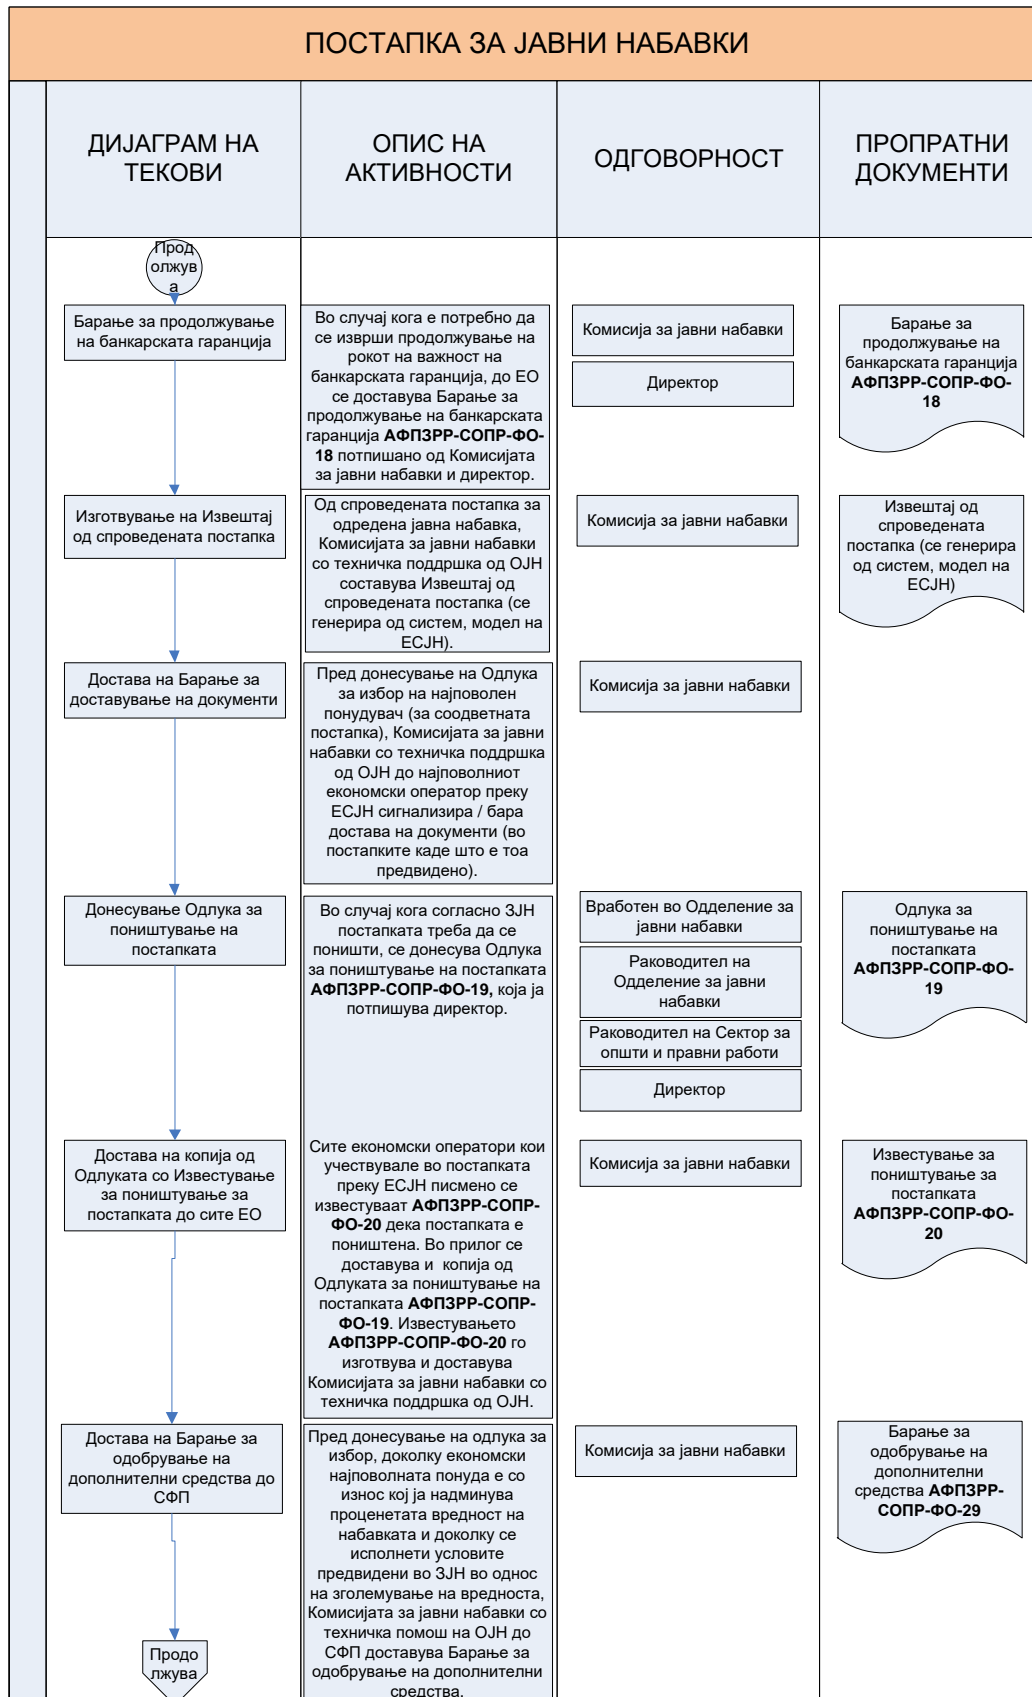 ПОСТАПКА ЗА ЈАВНИ НАБАВКИ
ДИЈАГРАМ НА
ТЕКОВИ
ОПИС НА
АКТИВНОСТИ
ОДГОВОРНОСТ
ПРОПРАТНИ
ДОКУМЕНТИ
Прод
олжув
а
Барање за продолжување
на банкарската гаранција
Во случај кога е потребно да
се изврши продолжување на
рокот на важност на
банкарската гаранција, до ЕО
се доставува Барање за
продолжување на банкарската
гаранција АФПЗРР-СОПР-ФО-
18 потпишано од Комисијата
за јавни набавки и директор.
Комисија за јавни набавки
Директор
Барање за
продолжување на
банкарската гаранција
АФПЗРР-СОПР-ФО-
18
Изготвување на Извештај
од спроведената постапка
Од спроведената постапка за
одредена јавна набавка,
Комисијата за јавни набавки
со техничка поддршка од ОЈН
составува Извештај од
спроведената постапка (се
генерира од систем, модел на
ЕСЈН).
Комисија за јавни набавки
Извештај од
спроведената
постапка (се генерира
од систем, модел на
ЕСЈН)
Достава на Барање за
доставување на документи
Пред донесување на Одлука
за избор на најповолен
понудувач (за соодветната
постапка), Комисијата за јавни
набавки со техничка поддршка
од ОЈН до најповолниот
економски оператор преку
ЕСЈН сигнализира / бара
достава на документи (во
постапките каде што е тоа
предвидено).
Комисија за јавни набавки
Донесување Одлука за
поништување на
постапката
Во случај кога согласно ЗЈН
постапката треба да се
поништи, се донесува Одлука
за поништување на постапката
АФПЗРР-СОПР-ФО-19, која ја
потпишува директор.
Вработен во Одделение за
јавни набавки
Раководител на
Одделение за јавни
набавки
Раководител на Сектор за
општи и правни работи
Директор
Одлука за
поништување на
постапката
АФПЗРР-СОПР-ФО-
19
Достава на копија од
Одлуката со Известување
за поништување за
постапката до сите ЕО
Сите економски оператори кои
учествувале во постапката
преку ЕСЈН писмено се
известуваат АФПЗРР-СОПР-
ФО-20 дека постапката е
поништена. Во прилог се
доставува и  копија од
Одлуката за поништување на
постапката АФПЗРР-СОПР-
ФО-19. Известувањето
АФПЗРР-СОПР-ФО-20 го
изготвува и доставува
Комисијата за јавни набавки со
техничка поддршка од ОЈН.
Комисија за јавни набавки
Известување за
поништување за
постапката
АФПЗРР-СОПР-ФО-
20
Достава на Барање за
одобрување на
дополнителни средства до
СФП
Пред донесување на одлука за
избор, доколку економски
најполната понуда е со
износ кој ја надминува
проценетата вредност на
набавката и доколку се
исполнети условите
предвидени во ЗЈН во однос
на зголемување на вредноста,
Комисијата за јавни набавки со
техничка помош на ОЈН до
СФП доставува Барање за
одобрување на дополнителни
средства.
Комисија за јавни набавки
Барање за
одобрување на
дополнителни
средства АФПЗРР-
СОПР-ФО-29
Продо
лжува